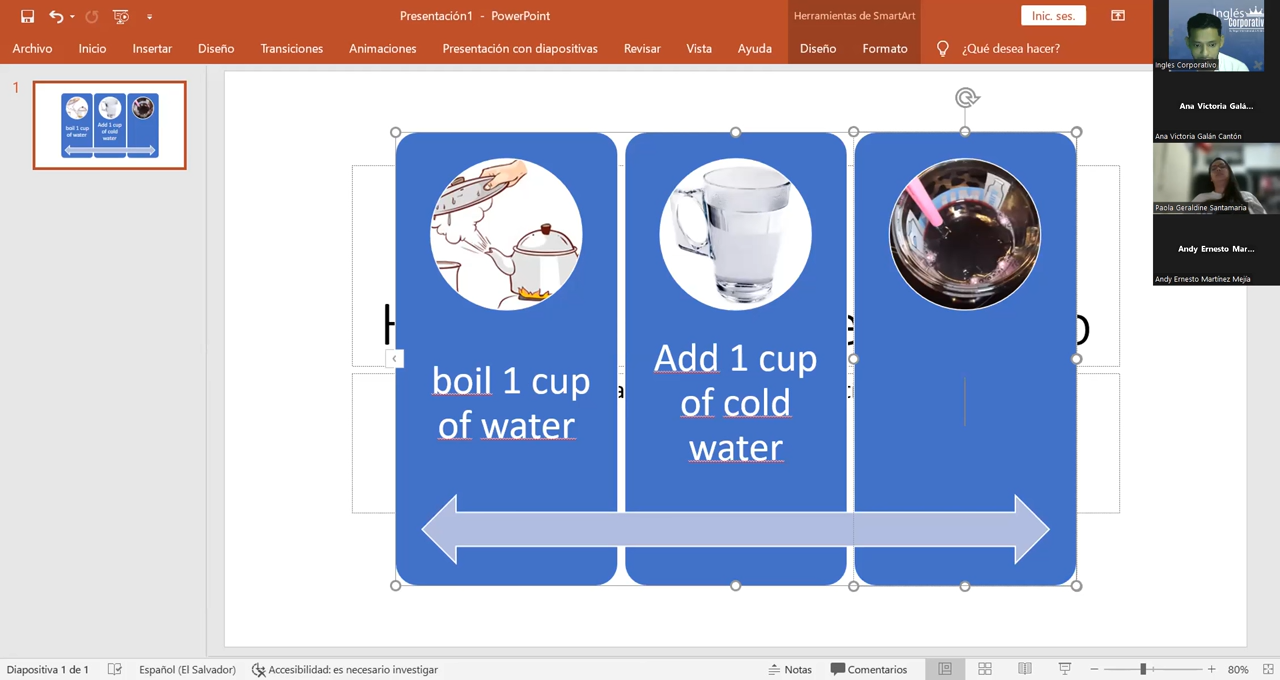 Presentación1 - PowerPoint
Herramientas de SmartArt
Inic. ses.
Archivo
Inicio
Insertar
Diseño
Transiciones
Animaciones
Presentación con diapositivas
Revisar
Vista
Ayuda
Diseño
Formato
¿Qué desea hacer?
Inglés
Corporativo
Ingles Corporativo
Ana Victoria Galá...
Ana Victoria Galán Cantón
Paola Geraldine Santamaria
Andy Ernesto Mar...
Andy Ernesto Martínez Mejía
1
boil 1 cup
of water
Add 1 cup
of cold
water
boil 1 cup
of water
Add 1 cup
of cold
water
Diapositiva 1 de 1
Español (El Salvador)
Accesibilidad: es necesario investigar
Notas
Comentarios
80%